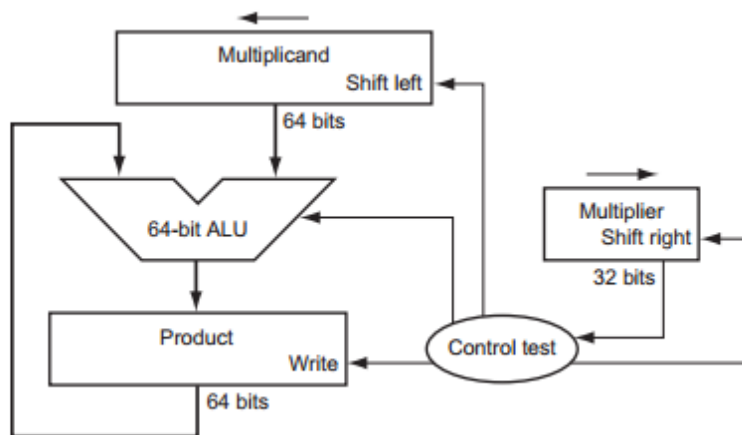 Multiplicand
Shift left
64 bits
64-bit ALU
Multiplier
Shift right
32 bits
Product
Write
Control test
64 bits